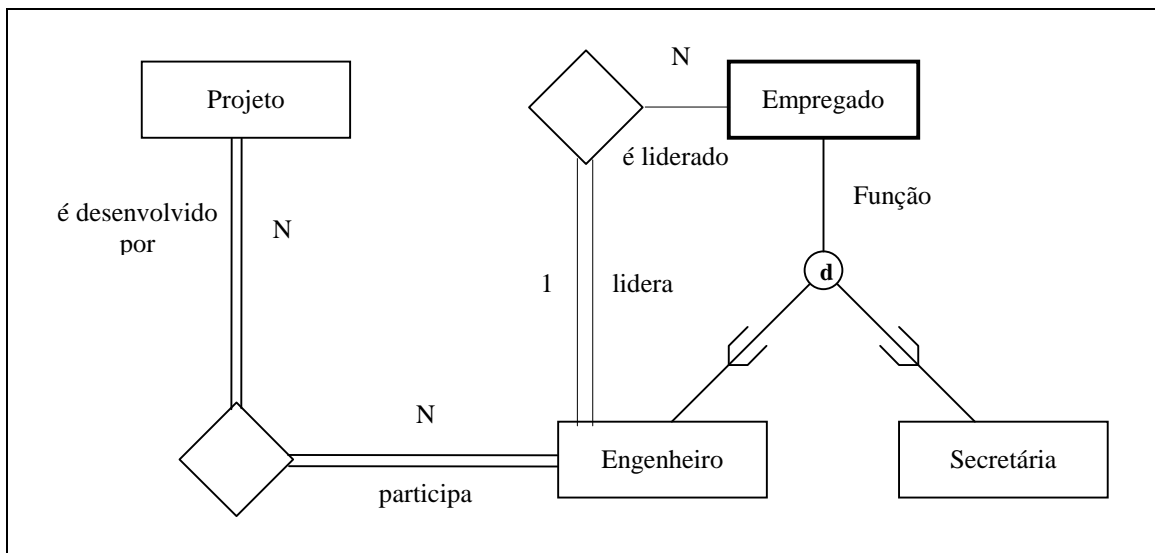 N
Projeto
Empregado
é liderado
Função
é desenvolvido
por
N
d
1
lidera
N
Engenheiro
Secretária
participa